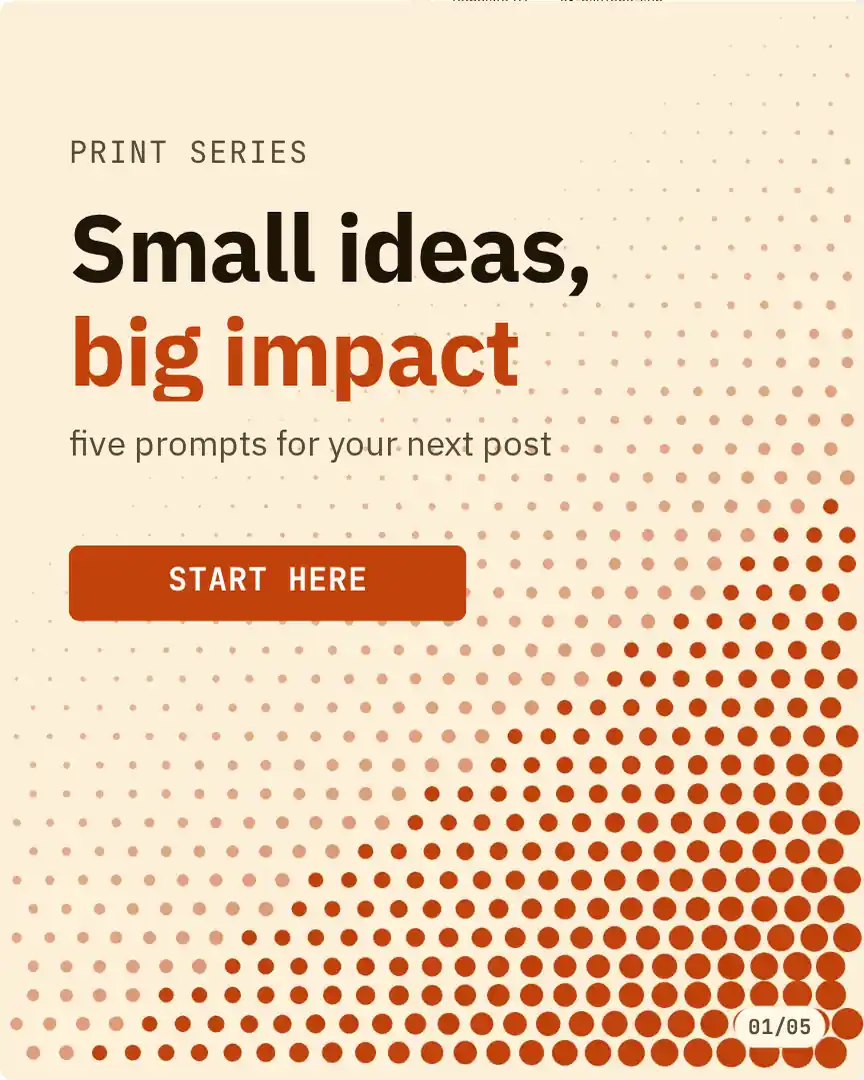 PRINT SERIES
Small ideas,
big impact
five prompts for your next post
START HERE
01/05